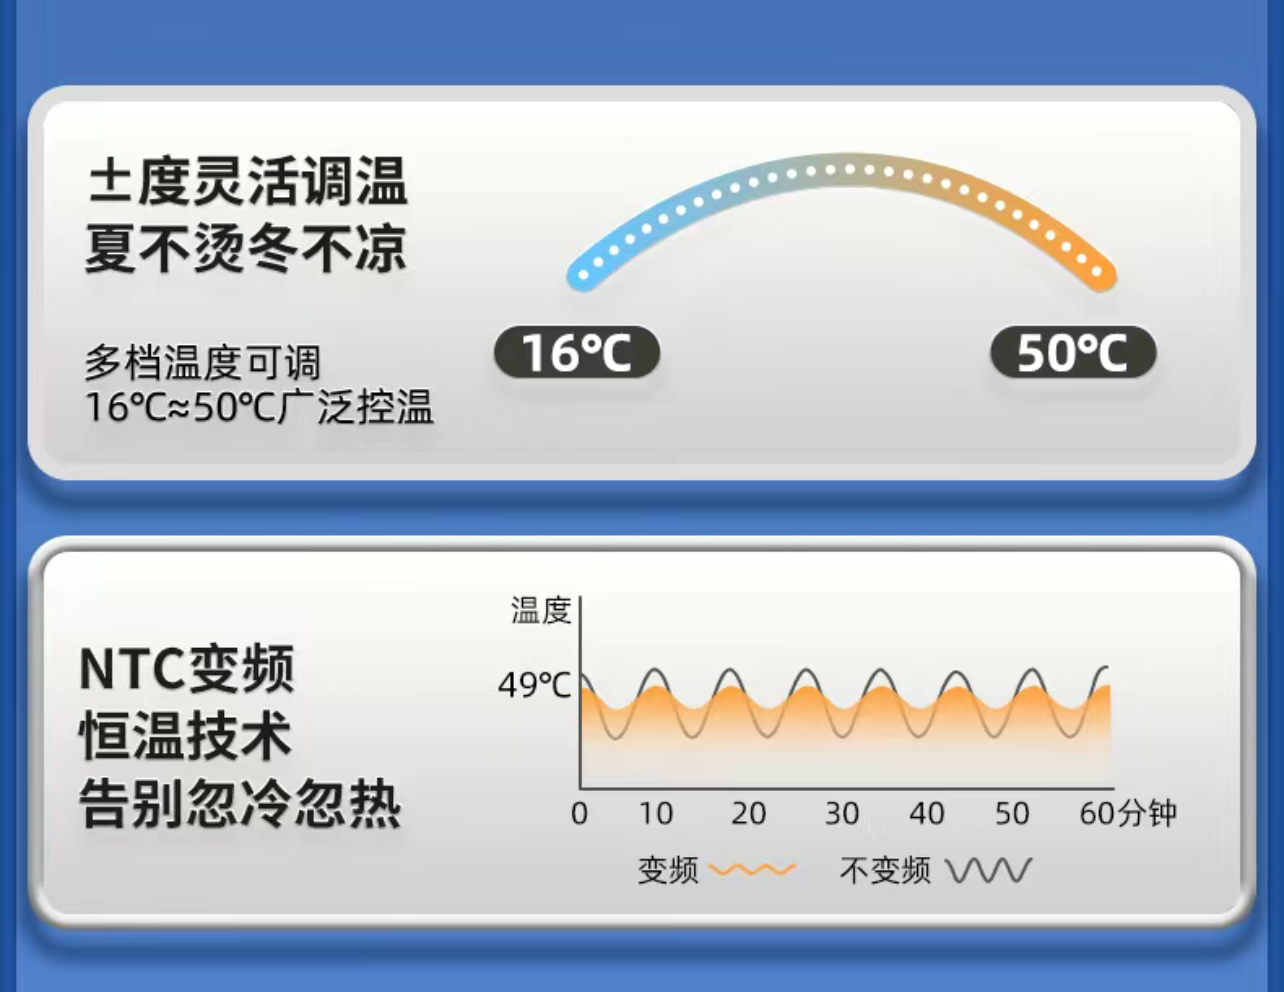 ±度灵活调温
夏不烫冬不凉
多档温度可调
16℃≈50℃广泛控温
16℃
50℃
NTC变频
恒温技术
告别忽冷忽热
温度
49℃
0 10 20 30 40 50 60分钟
变频 不变频